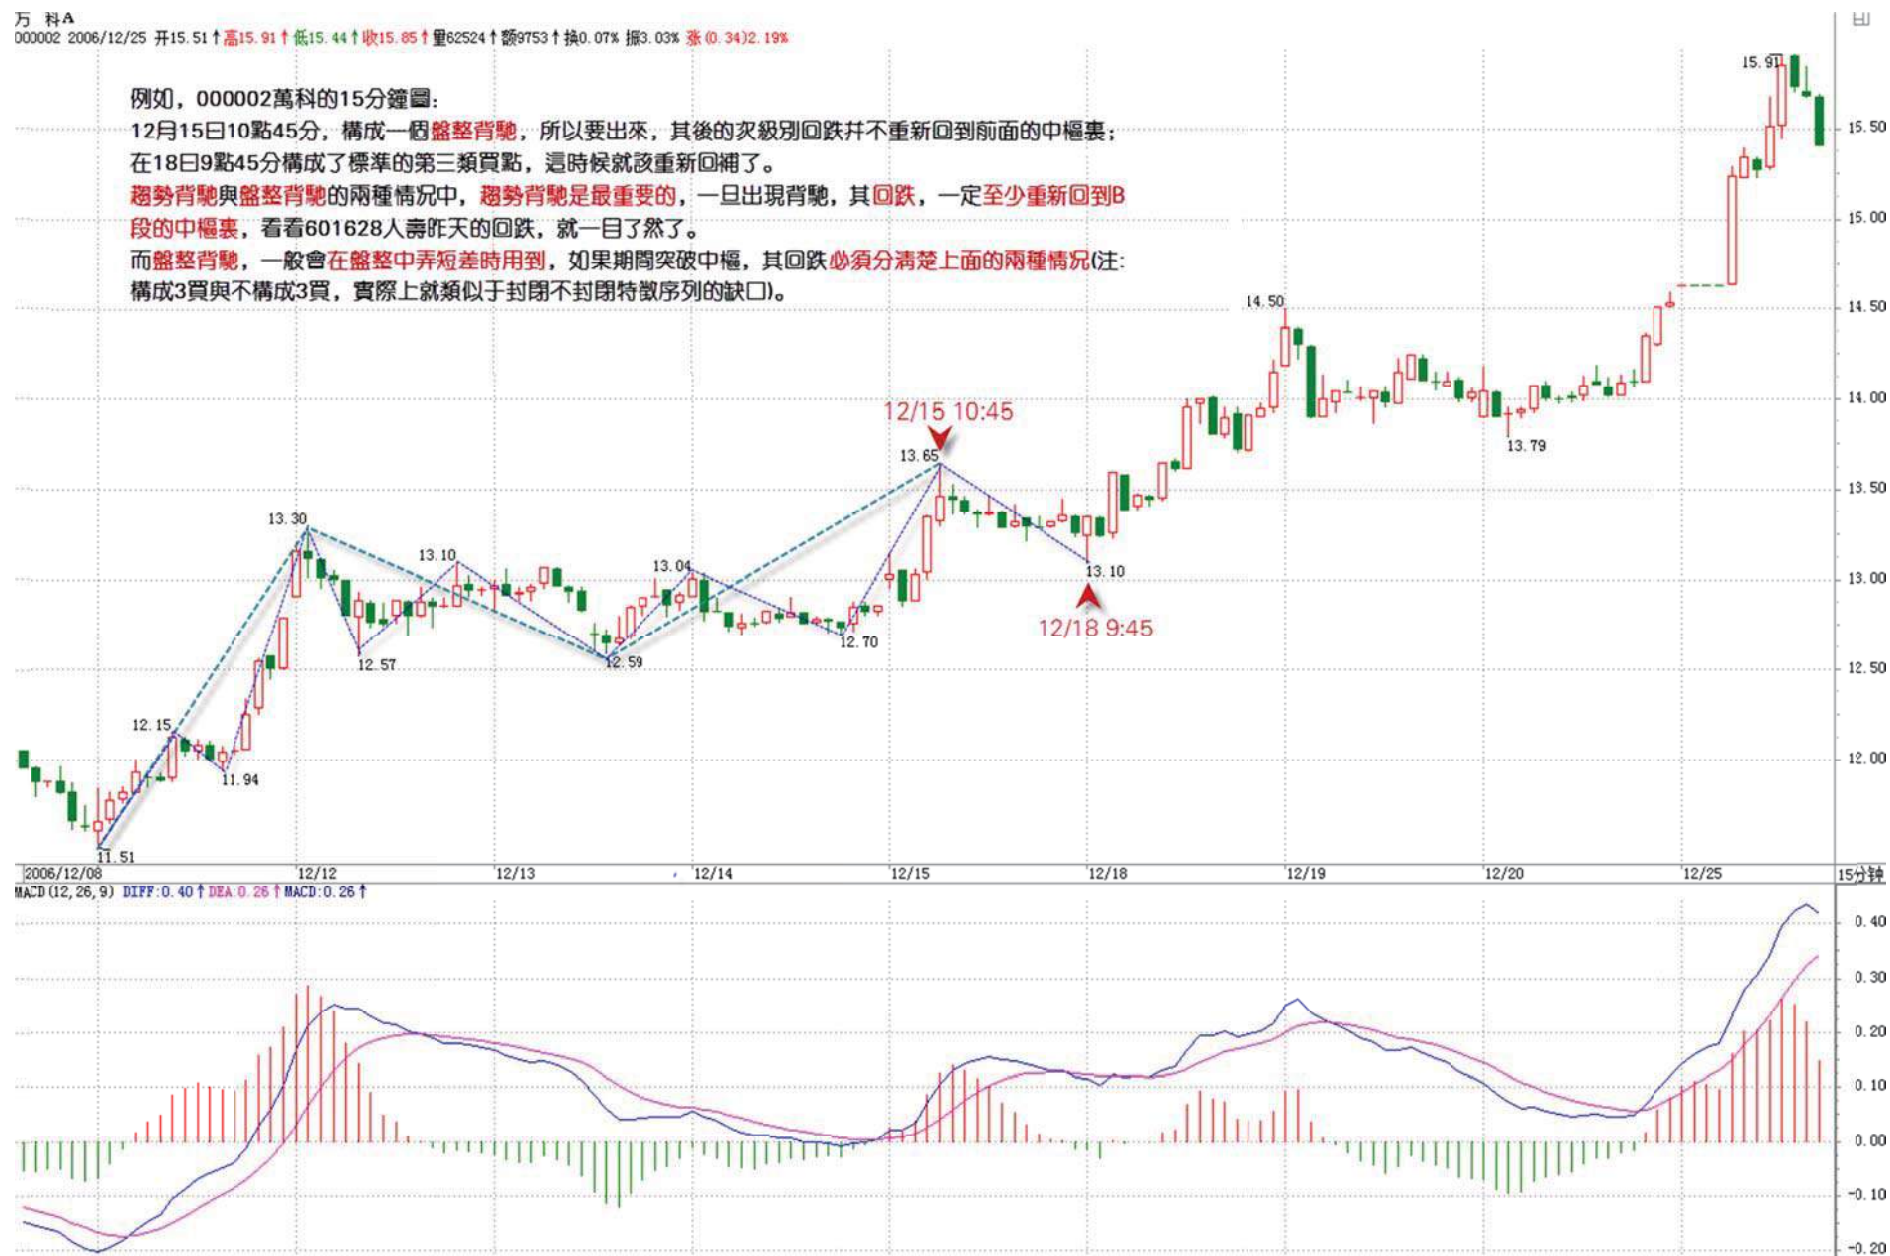 万 科A
000002 2006/12/25 开15.51↑高15.91↑低15.44↑收15.85↑量62524↑额9753↑换0.07% 振3.03% 涨(0.34)2.19%
例如，000002萬科的15分鐘圖：
12月15日10點45分，構成一個盤整背馳，所以要出來，其後的次級別回跌并不重新回到前面的中樞裏；
在18日9點45分構成了標準的第三類買點，這時候就該重新回補了。
趨勢背馳與盤整背馳的兩種情况中，趨勢背馳是最重要的，一旦出現背馳，其回跌，一定至少重新回到B
段的中樞裏，看看601628人壽昨天的回跌，就一目了然了。
而盤整背馳，一般會在盤整中弄短差時用到，如果期間突破中樞，其回跌必須分清楚上面的兩種情况(注：
構成3買與不構成3買，實際上就類似于封閉不封閉特徵序列的缺口)。
15.91
15.50
15.00
14.50
14.50
14.00
12/15 10:45
13.79
13.65
13.50
13.30
13.10
13.04
13.10
13.00
12/18 9:45
12.70
12.57
12.59
12.50
12.15
11.94
12.00
11.51
2006/12/08 12/12 12/13 12/14 12/15 12/18 12/19 12/20 12/25 15分钟
MACD(12,26,9) DIFF:0.40↑DEA:0.26↑MACD:0.26↑
0.40
0.30
0.20
0.10
0.00
-0.10
-0.20